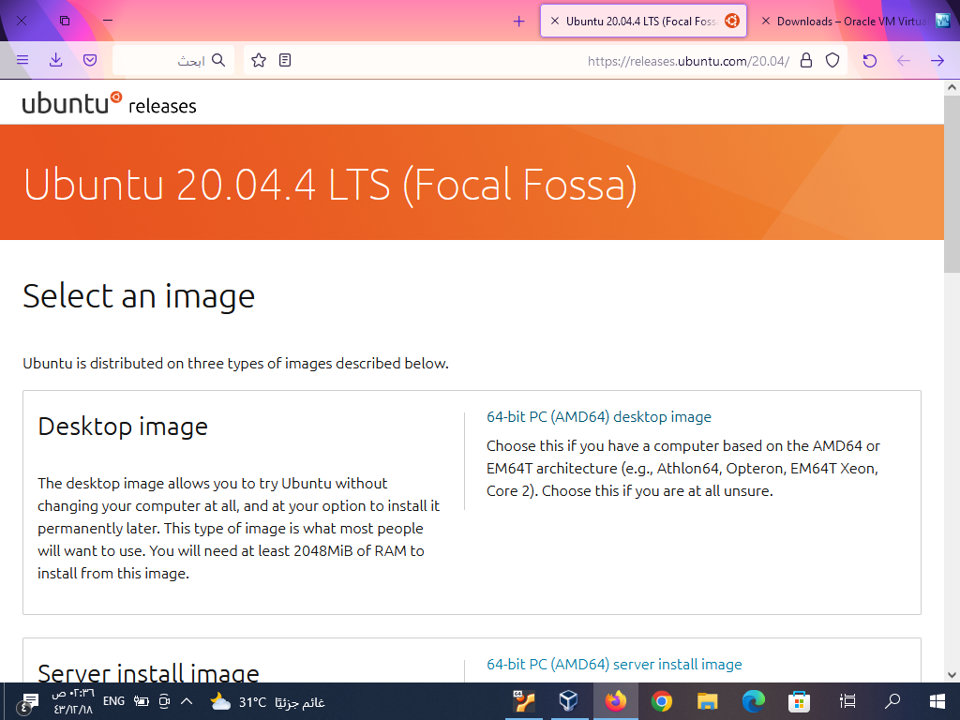 Ubuntu 20.04.4 LTS (Focal Foss
Downloads – Oracle VM Virtu
ابحث
https://releases.ubuntu.com/20.04/
ubuntu releases
Ubuntu 20.04.4 LTS (Focal Fossa)
Select an image
Ubuntu is distributed on three types of images described below.
Desktop image
The desktop image allows you to try Ubuntu without
changing your computer at all, and at your option to install it
permanently later. This type of image is what most people
will want to use. You will need at least 2048MiB of RAM to
install from this image.
64-bit PC (AMD64) desktop image
Choose this if you have a computer based on the AMD64 or
EM64T architecture (e.g., Athlon64, Opteron, EM64T Xeon,
Core 2). Choose this if you are at all unsure.
Server install image
64-bit PC (AMD64) server install image
٠٢:٣٦ ص
٤٣/١٢/١٨
ENG
31°C غائم جزئيًا